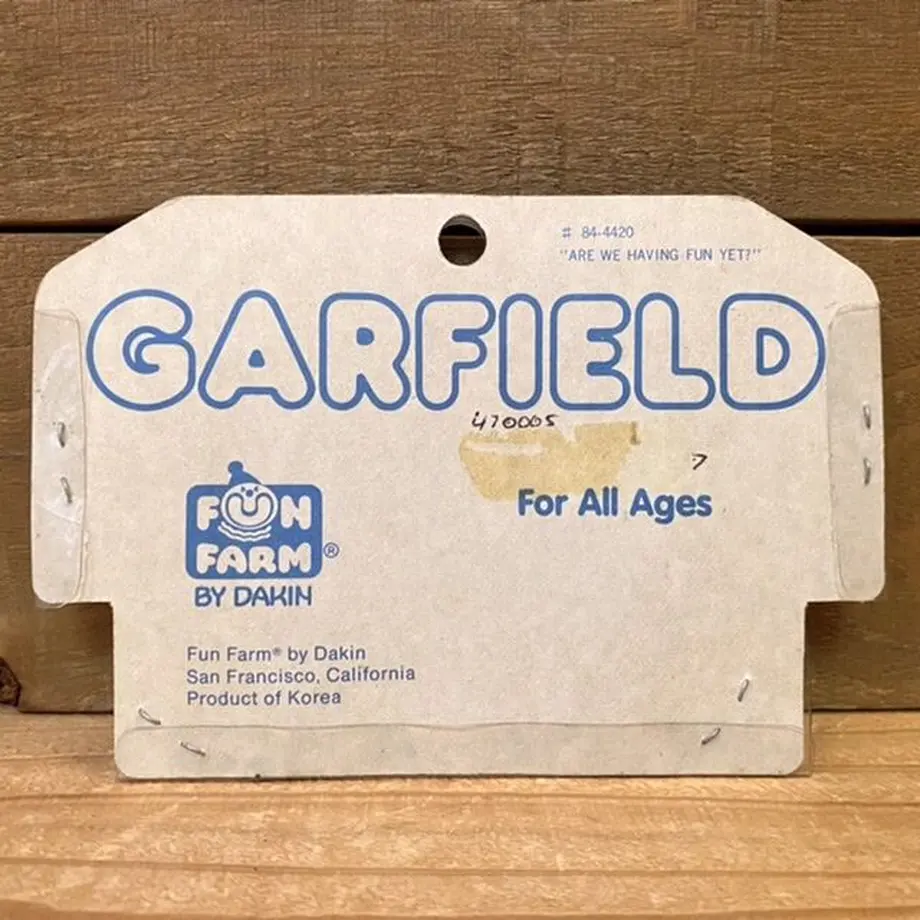 # 84-4420
"ARE WE HAVING FUN YET?"
GARFIELD
470005
7
For All Ages
FUN
FARM®
BY DAKIN
Fun Farm® by Dakin
San Francisco, California
Product of Korea